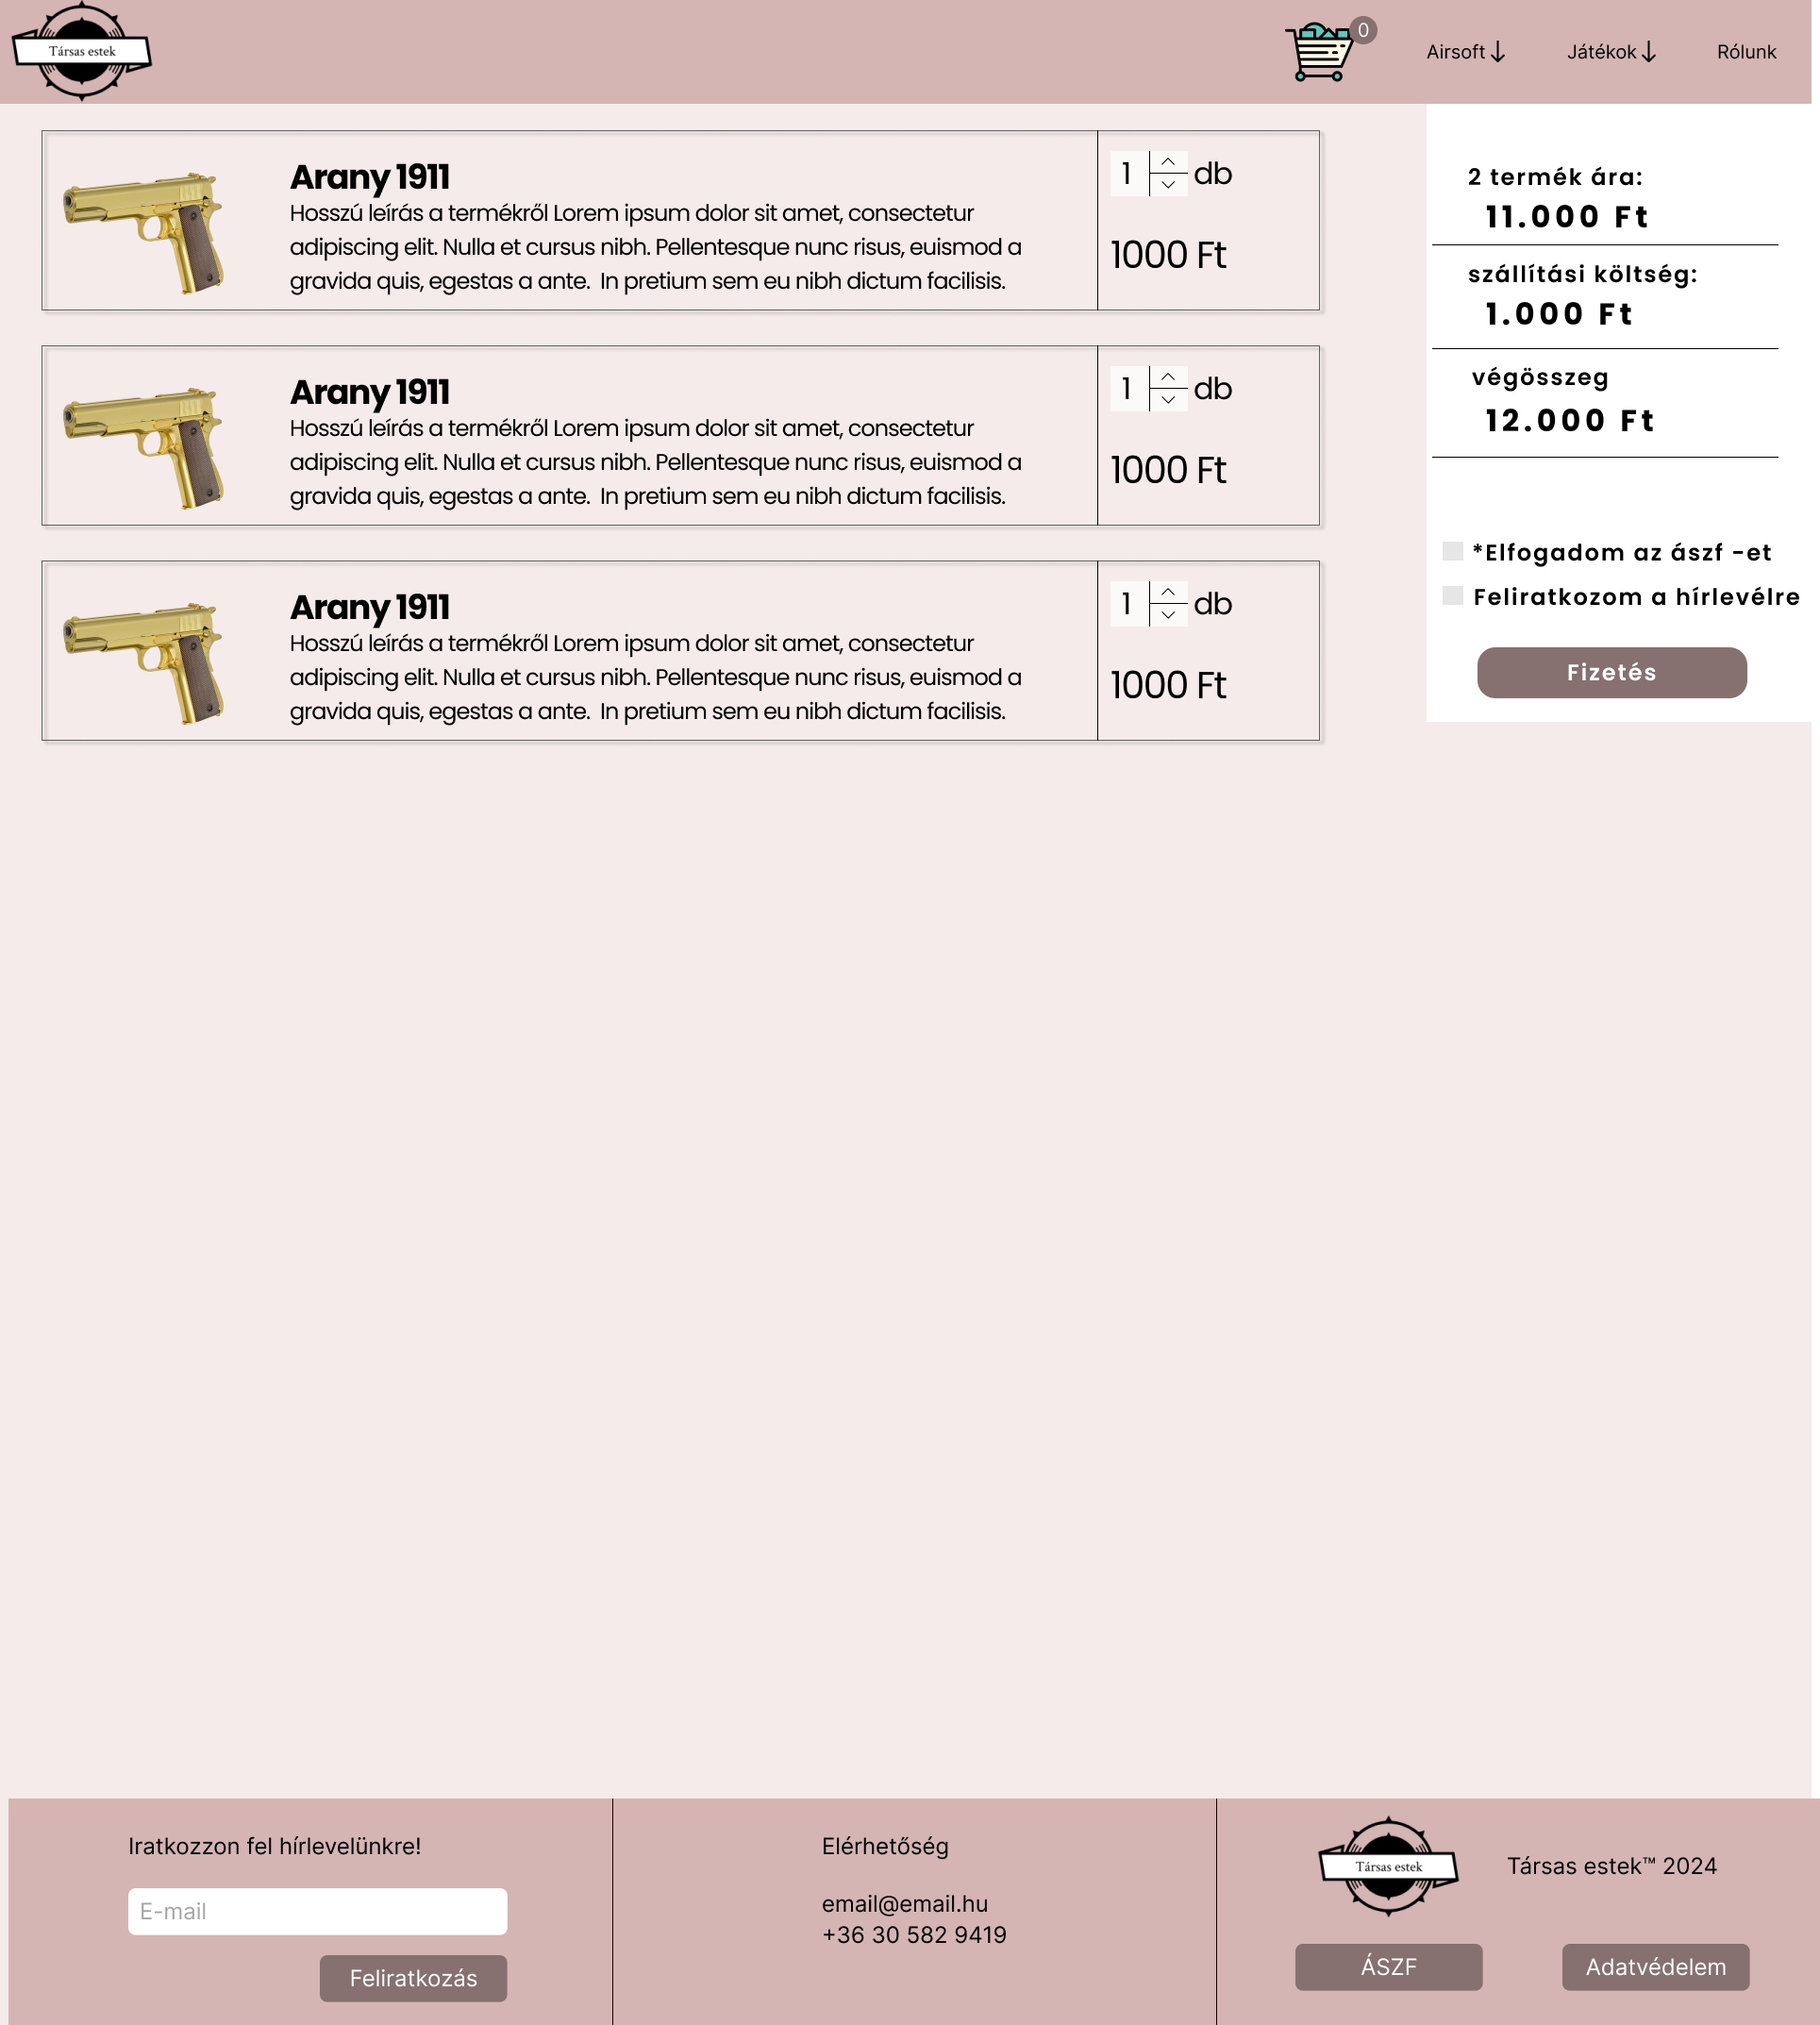 Társas estek
0
Airsoft
Játékok
Rólunk
Arany 1911
Hosszú leírás a termékről Lorem ipsum dolor sit amet, consectetur
adipiscing elit. Nulla et cursus nibh. Pellentesque nunc risus, euismod a
gravida quis, egestas a ante.  In pretium sem eu nibh dictum facilisis.
1 db
1000 Ft
Arany 1911
Hosszú leírás a termékről Lorem ipsum dolor sit amet, consectetur
adipiscing elit. Nulla et cursus nibh. Pellentesque nunc risus, euismod a
gravida quis, egestas a ante.  In pretium sem eu nibh dictum facilisis.
1 db
1000 Ft
Arany 1911
Hosszú leírás a termékről Lorem ipsum dolor sit amet, consectetur
adipiscing elit. Nulla et cursus nibh. Pellentesque nunc risus, euismod a
gravida quis, egestas a ante.  In pretium sem eu nibh dictum facilisis.
1 db
1000 Ft
2 termék ára:
11.000 Ft
szállítási költség:
1.000 Ft
végösszeg
12.000 Ft
*Elfogadom az ászf -et
Feliratkozom a hírlevélre
Fizetés
Iratkozzon fel hírlevelünkre!
E-mail
Feliratkozás
Elérhetőség
email@email.hu
+36 30 582 9419
Társas estek
Társas estek™ 2024
ÁSZF
Adatvédelem